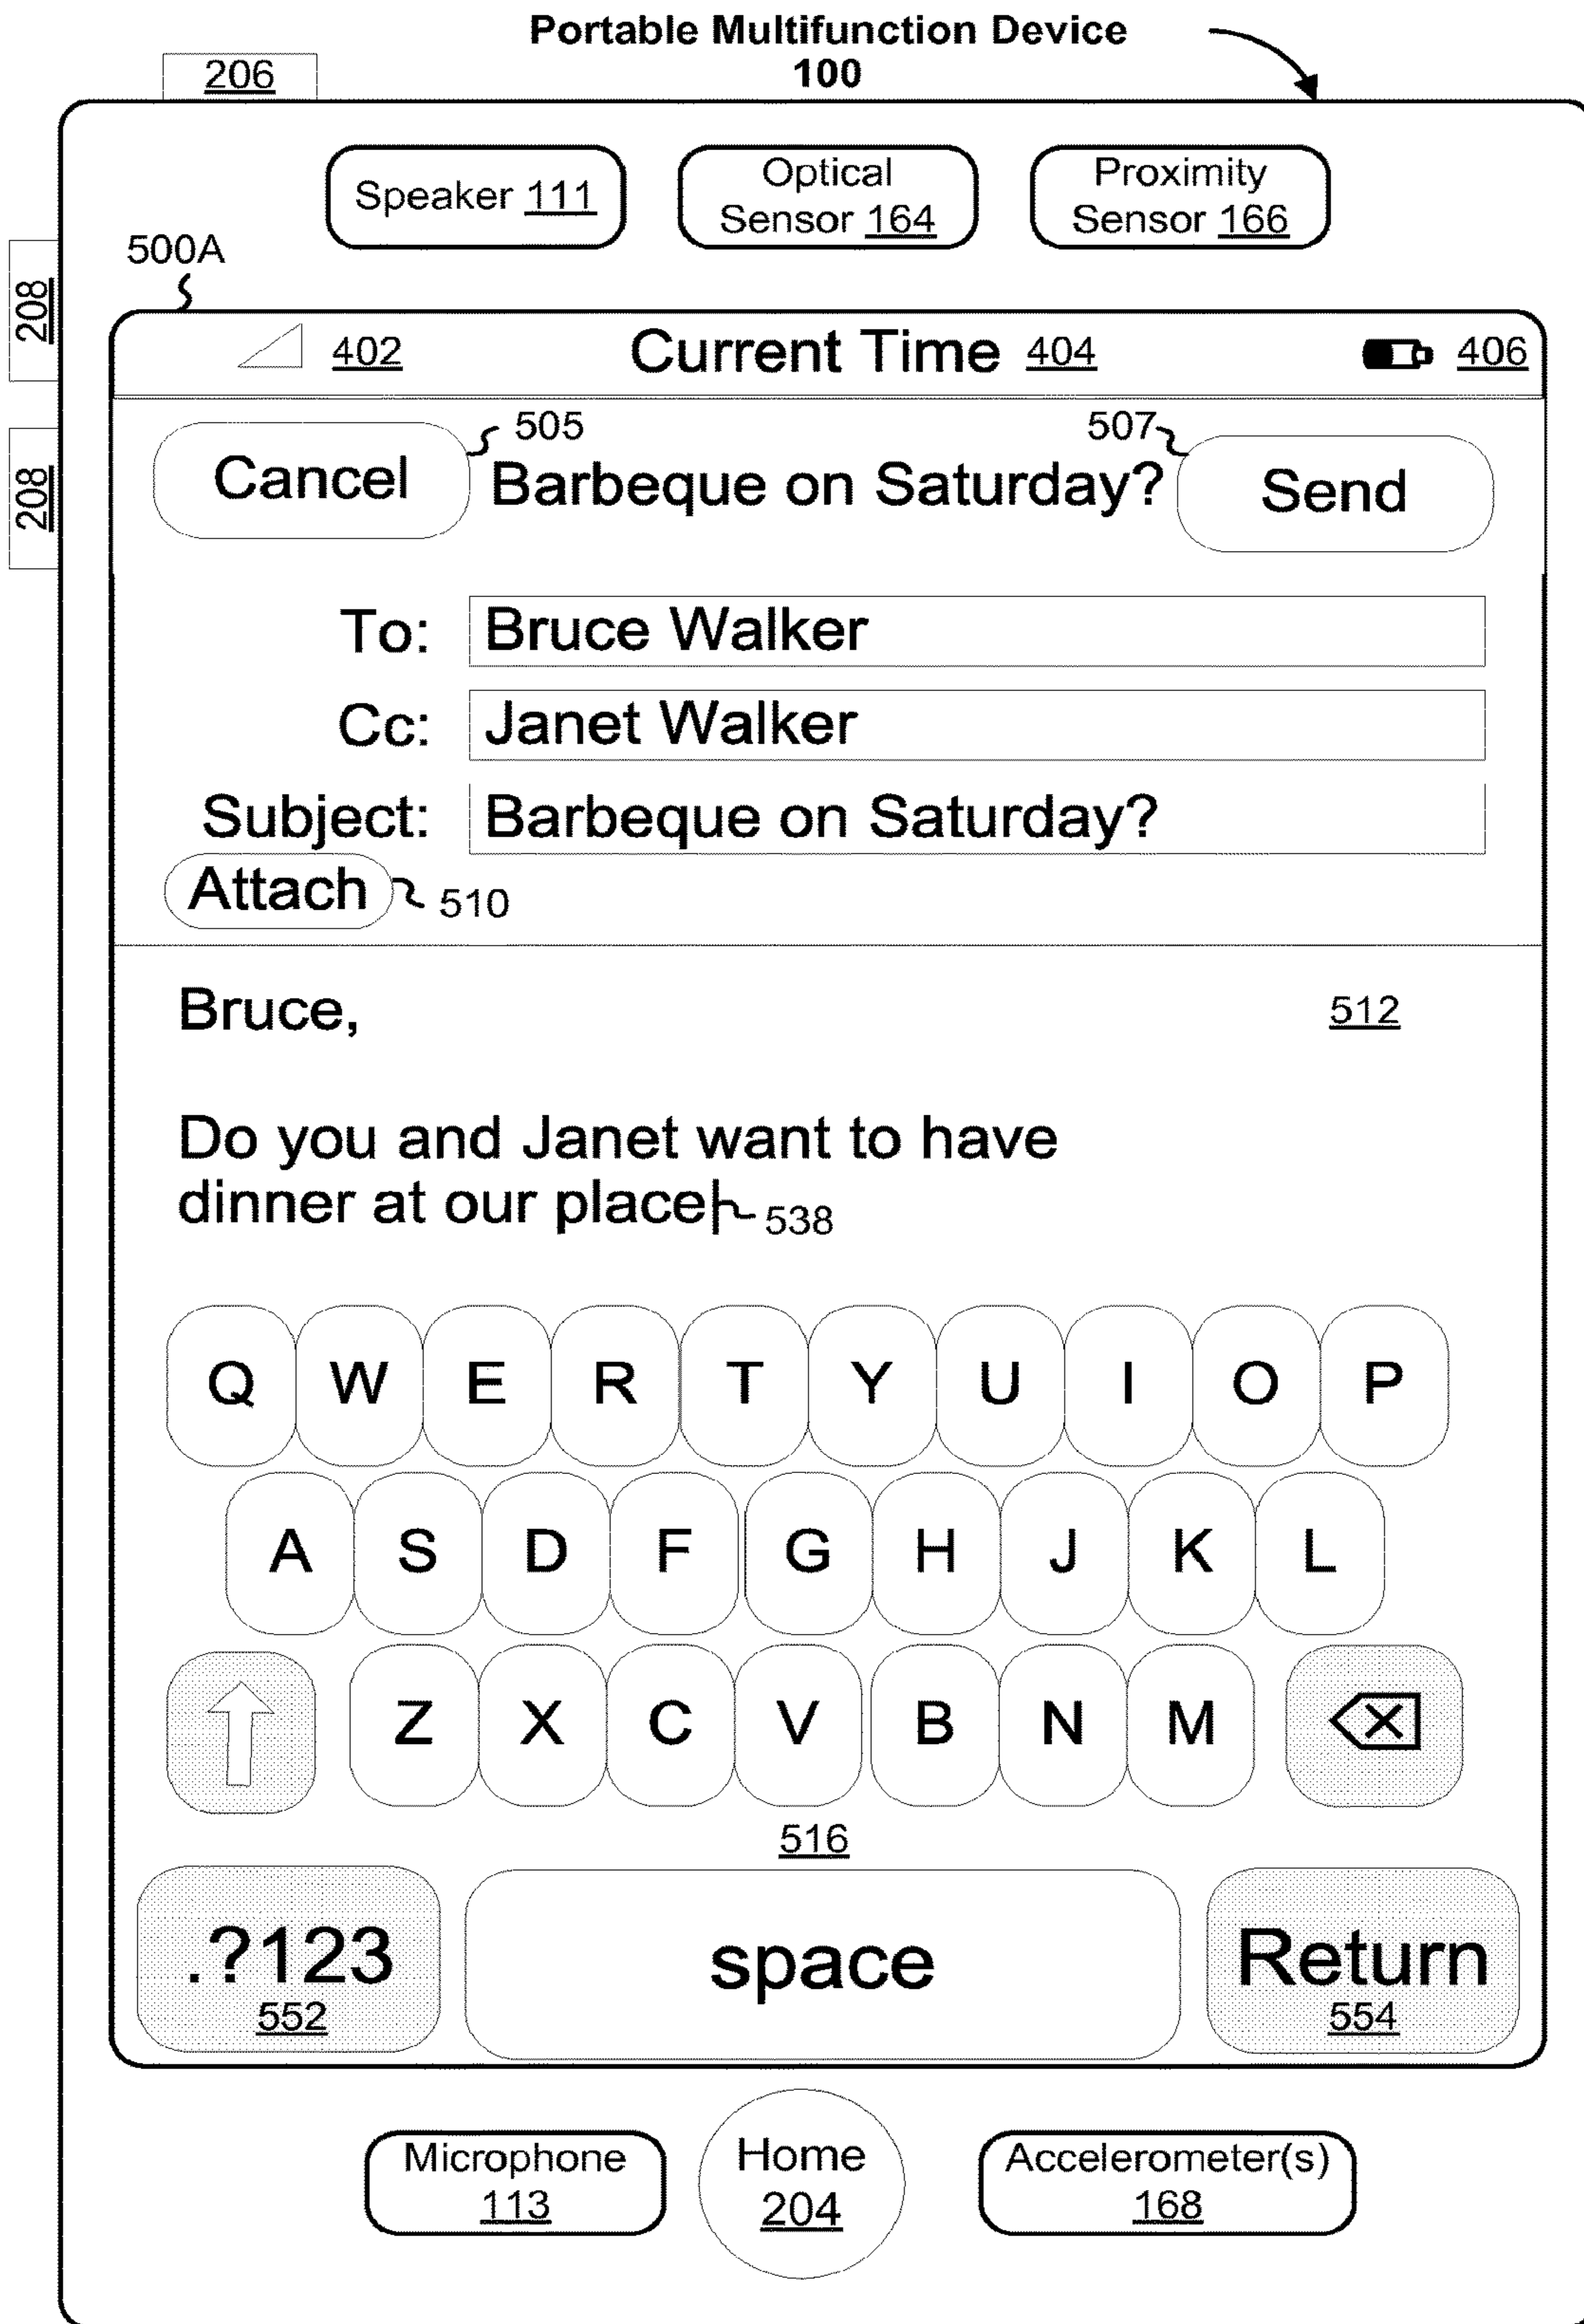 Portable Multifunction Device
100
206
Speaker 111
Optical
Sensor 164
Proximity
Sensor 166
500A
208
208
402
Current Time 404
406
505
507
Cancel
Barbeque on Saturday?
Send
To: Bruce Walker
Cc: Janet Walker
Subject: Barbeque on Saturday?
Attach
510
Bruce,
512
Do you and Janet want to have
dinner at our place
538
Q W E R T Y U I O P
A S D F G H J K L
Z X C V B N M
516
.?123
552
space
Return
554
Microphone
113
Home
204
Accelerometer(s)
168